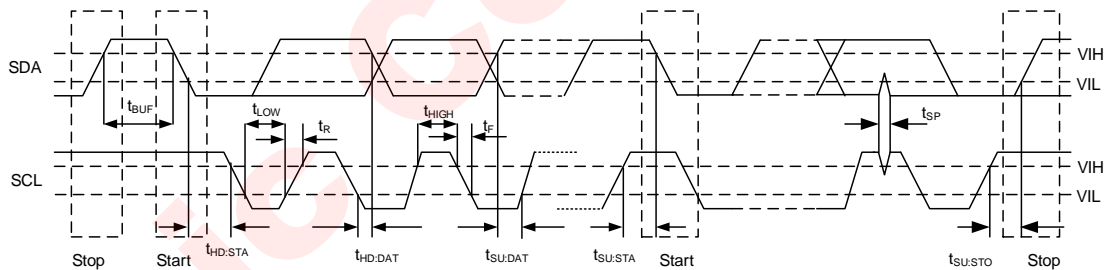 SDA
VIH
VIL
tBUF
tLOW
tR
tHIGH
tF
tSP
SCL
VIH
VIL
tHD:STA
tHD:DAT
tSU:DAT
tSU:STA
tSU:STO
Stop
Start
Start
Stop